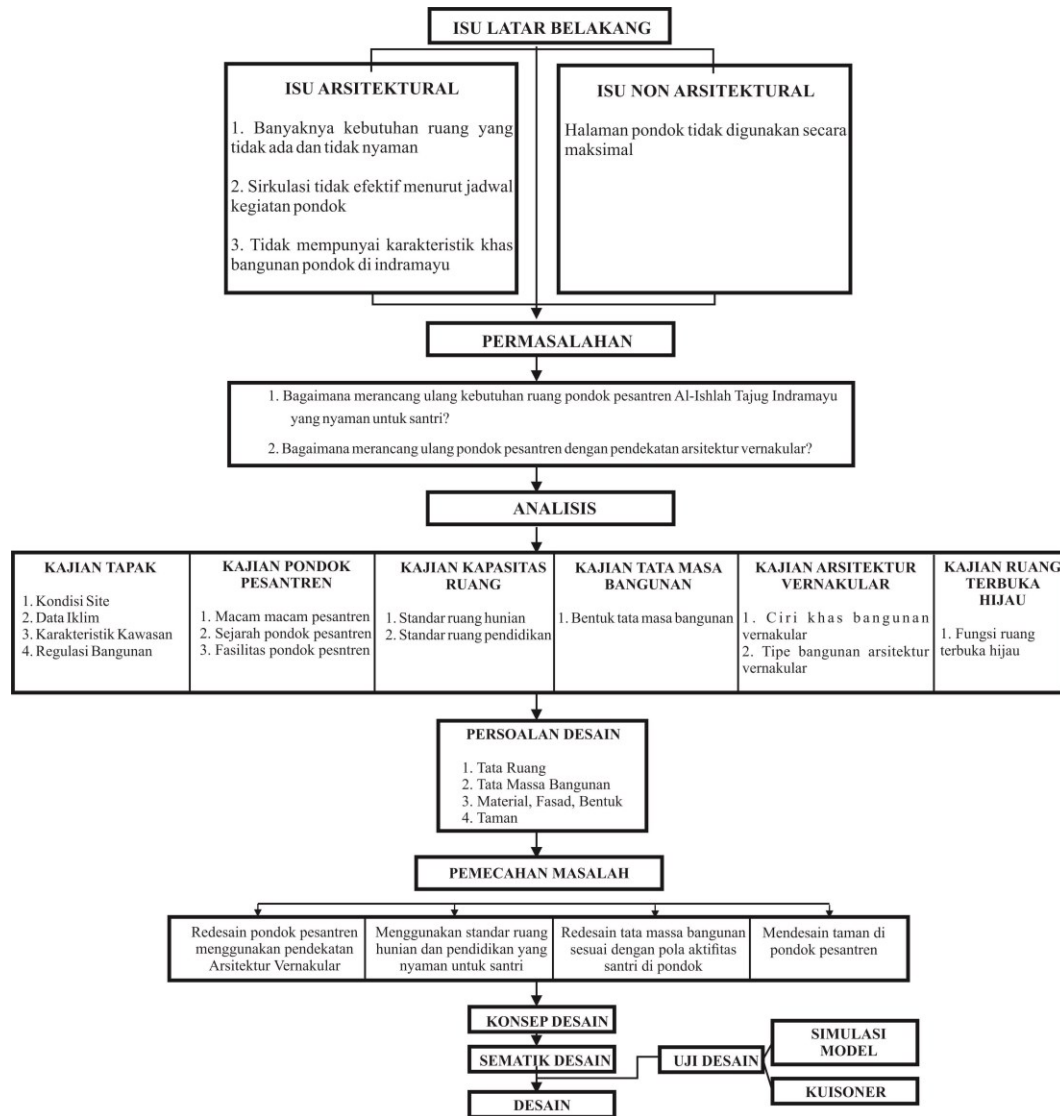 ISU LATAR BELAKANG
ISU ARSITEKTURAL
1. Banyaknya kebutuhan ruang yang
tidak ada dan tidak nyaman
2. Sirkulasi tidak efektif menurut jadwal
kegiatan pondok
3. Tidak mempunyai karakteristik khas
bangunan pondok di indramayu
ISU NON ARSITEKTURAL
Halaman pondok tidak digunakan secara
maksimal
PERMASALAHAN
1. Bagaimana merancang ulang kebutuhan ruang pondok pesantren Al-Ishlah Tajug Indramayu
yang nyaman untuk santri?
2. Bagaimana merancang ulang pondok pesantren dengan pendekatan arsitektur vernakular?
ANALISIS
KAJIAN TAPAK
1. Kondisi Site
2. Data Iklim
3. Karakteristik Kawasan
4. Regulasi Bangunan
KAJIAN PONDOK
PESANTREN
1. Macam macam pesantren
2. Sejarah pondok pesantren
3. Fasilitas pondok pesntren
KAJIAN KAPASITAS
RUANG
1. Standar ruang hunian
2. Standar ruang pendidikan
KAJIAN TATA MASA
BANGUNAN
1. Bentuk tata masa bangunan
KAJIAN ARSITEKTUR
VERNAKULAR
1. Ciri khas bangunan
vernakular
2. Tipe bangunan arsitektur
vernakular
KAJIAN RUANG
TERBUKA
HIJAU
1. Fungsi ruang
terbuka hijau
PERSOALAN DESAIN
1. Tata Ruang
2. Tata Massa Bangunan
3. Material, Fasad, Bentuk
4. Taman
PEMECAHAN MASALAH
Redesain pondok pesantren
menggunakan pendekatan
Arsitektur Vernakular
Menggunakan standar ruang
hunian dan pendidikan yang
nyaman untuk santri
Redesain tata massa bangunan
sesuai dengan pola aktifitas
santri di pondok
Mendesain taman di
pondok pesantren
KONSEP DESAIN
SEMATIK DESAIN
UJI DESAIN
SIMULASI
MODEL
KUISONER
DESAIN